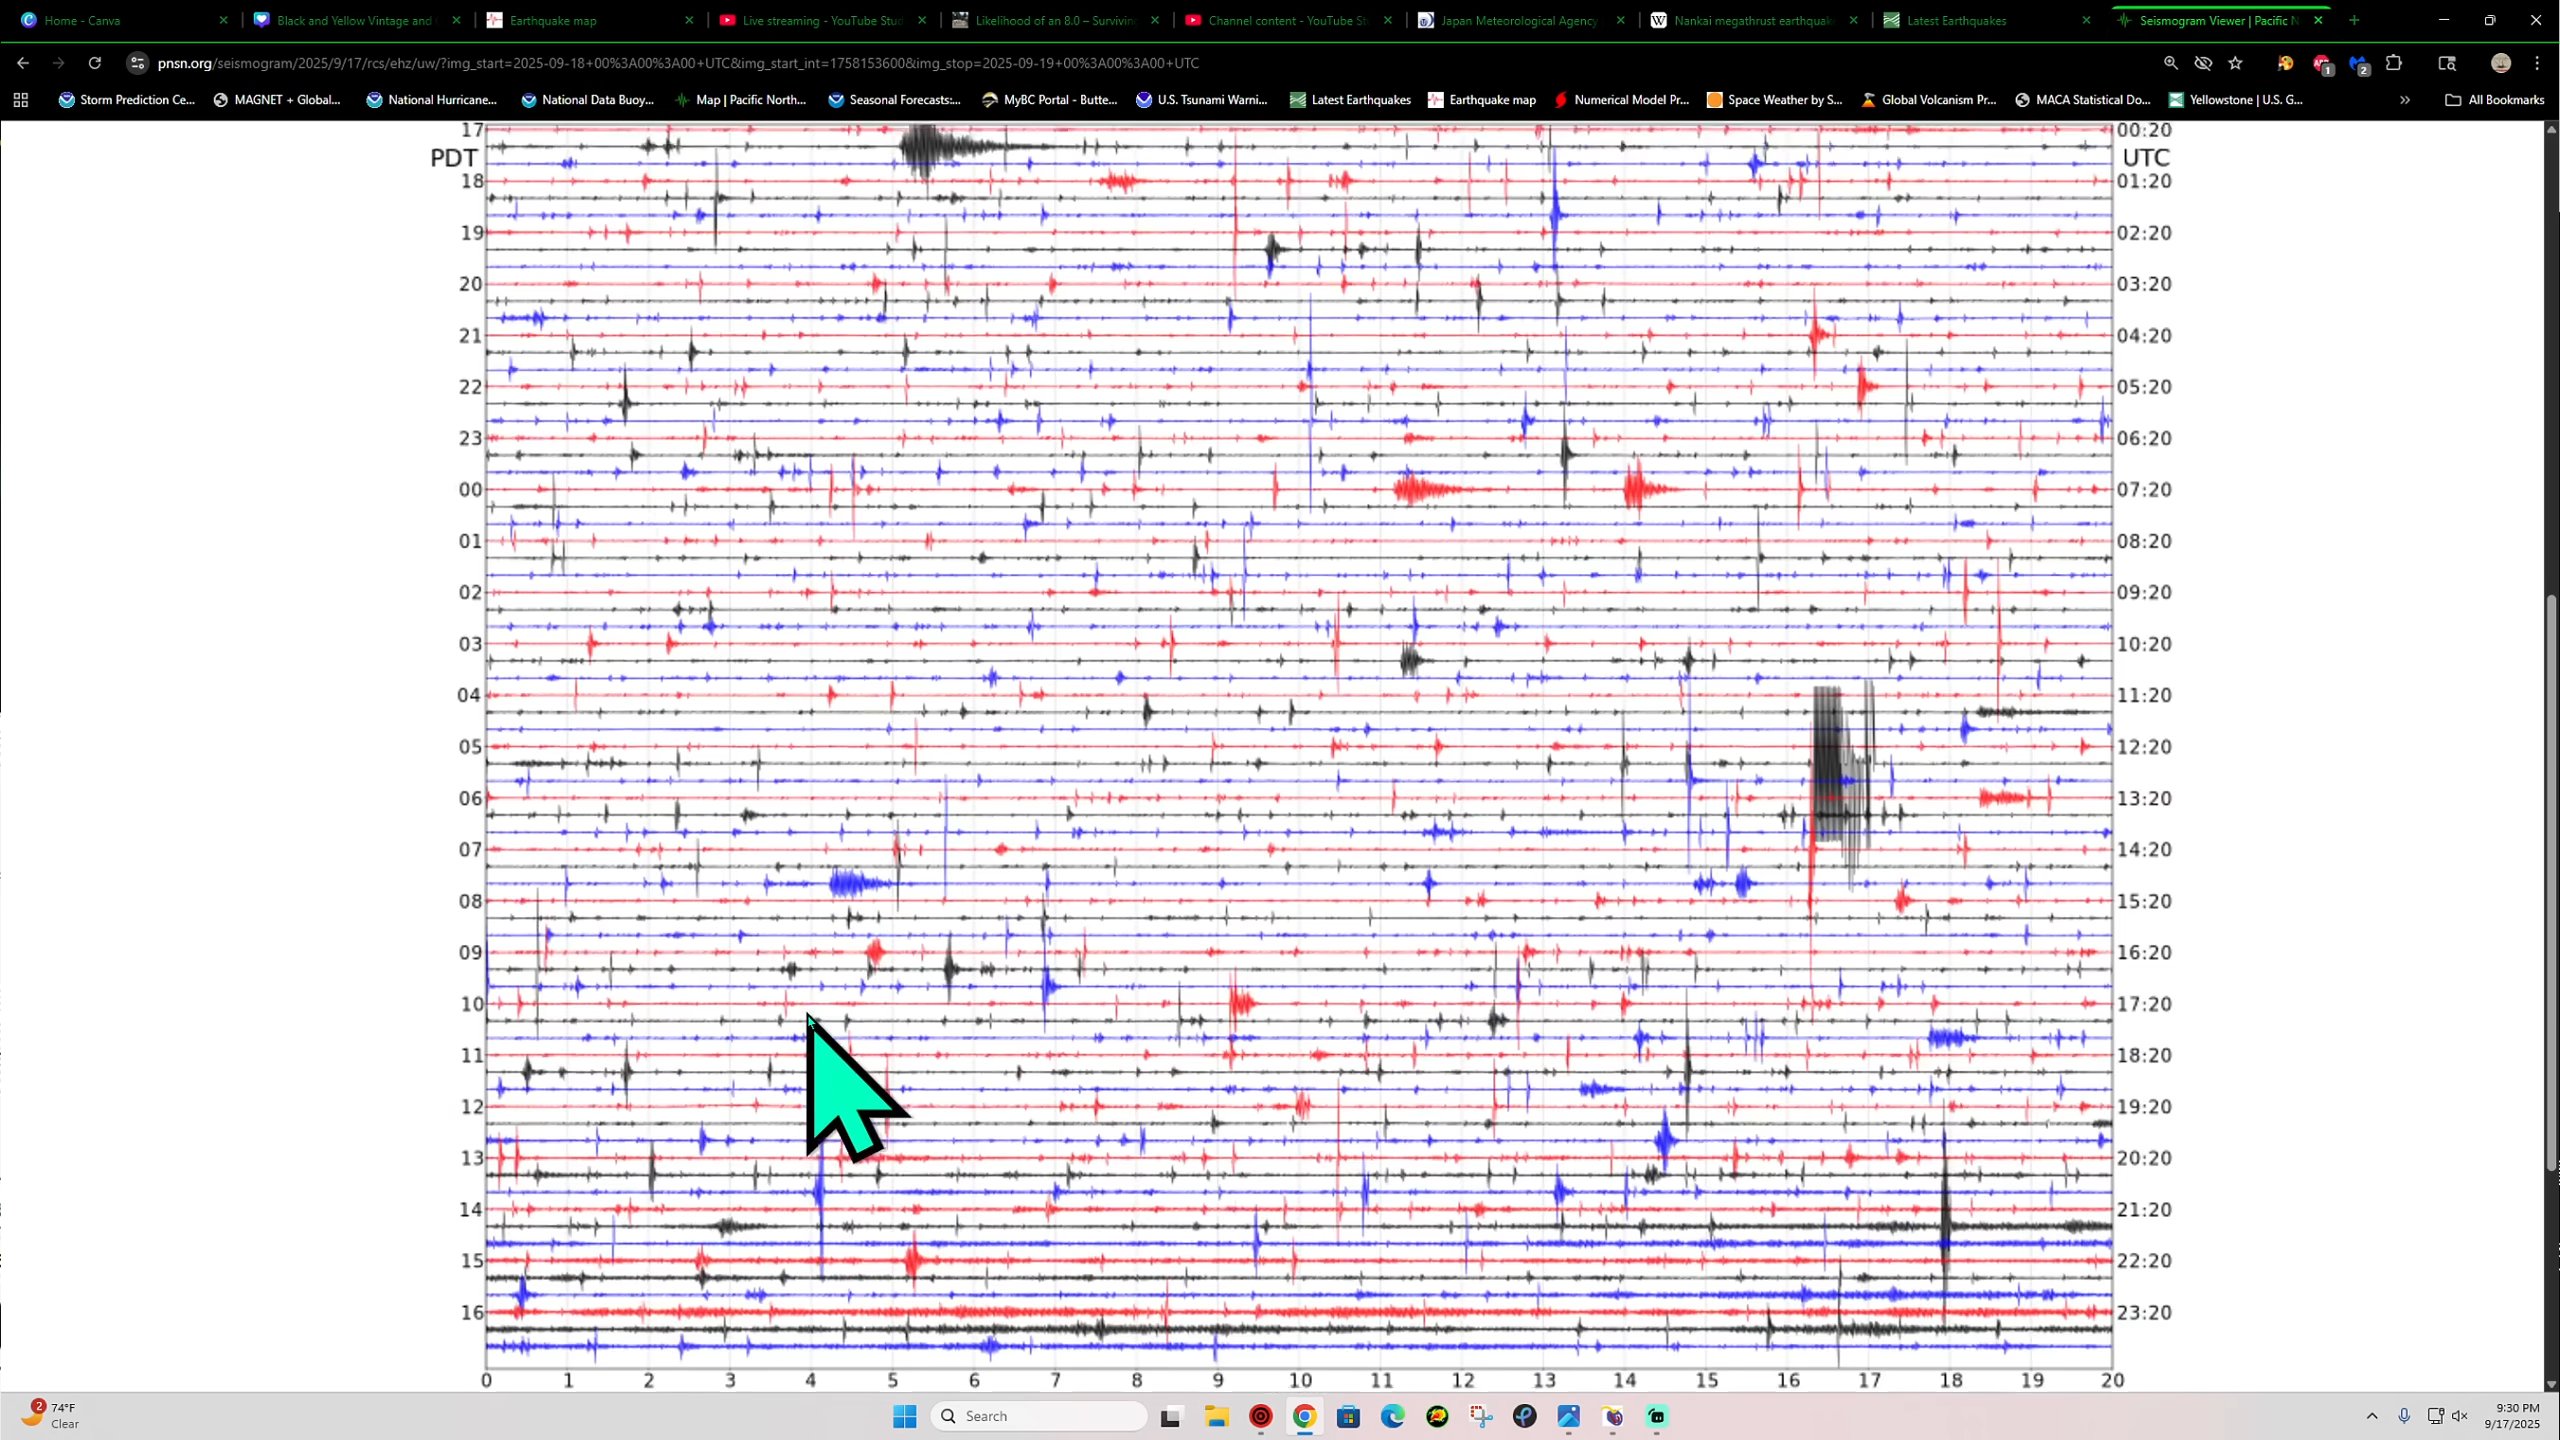 Home - Canva
Black and Yellow Vintage and
Earthquake map
Live streaming - YouTube Stud
Likelihood of an 8.0 – Survivin
Channel content - YouTube St
Japan Meteorological Agency
Nankai megathrust earthquake
Latest Earthquakes
Seismogram Viewer | Pacific N
pnsn.org/seismogram/2025/9/17/rcs/ehz/uw/?img_start=2025-09-18+00%3A00%3A00+UTC&img_start_int=1758153600&img_stop=2025-09-19+00%3A00%3A00+UTC
1
2
Storm Prediction Ce...
MAGNET + Global...
National Hurricane...
National Data Buoy...
Map | Pacific North...
Seasonal Forecasts:...
MyBC Portal - Butte...
U.S. Tsunami Warni...
Latest Earthquakes
Earthquake map
Numerical Model Pr...
Space Weather by S...
Global Volcanism Pr...
MACA Statistical Do...
Yellowstone | U.S. G...
All Bookmarks
17 00:20
PDT UTC
18 01:20
19 02:20
20 03:20
21 04:20
22 05:20
23 06:20
00 07:20
01 08:20
02 09:20
03 10:20
04 11:20
05 12:20
06 13:20
07 14:20
08 15:20
09 16:20
10 17:20
11 18:20
12 19:20
13 20:20
14 21:20
15 22:20
16 23:20
0 1 2 3 4 5 6 7 8 9 10 11 12 13 14 15 16 17 18 19 20
2
74°F
Clear
Search
9:30 PM
9/17/2025